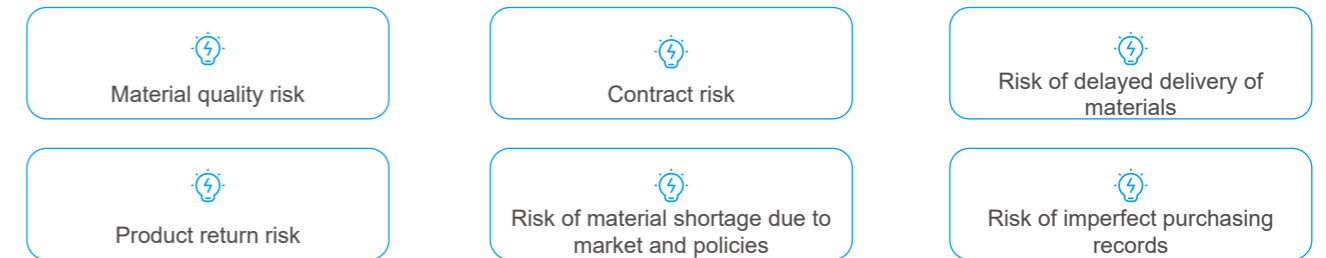 Material quality risk
Contract risk
Risk of delayed delivery of
materials
Product return risk
Risk of material shortage due to
market and policies
Risk of imperfect purchasing
records